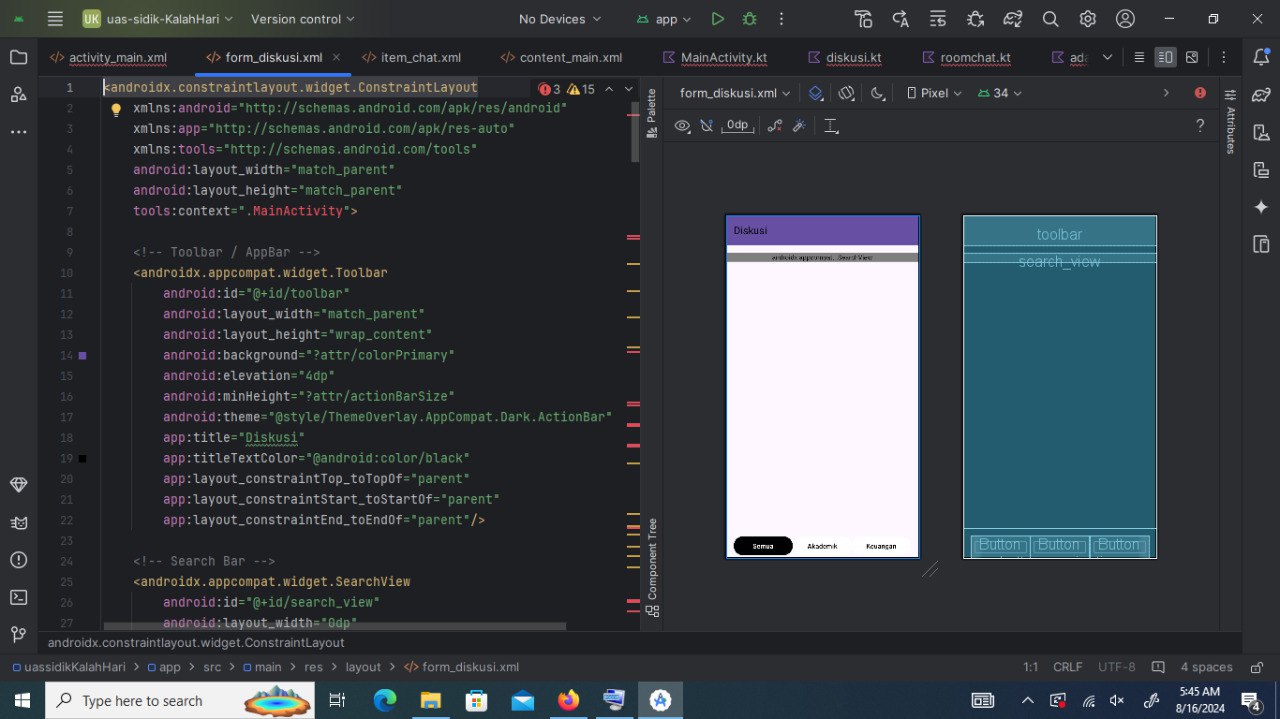 UK uas-sidik-KalahHari Version control No Devices app
activity_main.xml form_diskusi.xml item_chat.xml content_main.xml MainActivity.kt diskusi.kt roomchat.kt
1 <androidx.constraintlayout.widget.ConstraintLayout 3 15
2 xmlns:android="http://schemas.android.com/apk/res/android"
3 xmlns:app="http://schemas.android.com/apk/res-auto"
4 xmlns:tools="http://schemas.android.com/tools"
5 android:layout_width="match_parent"
6 android:layout_height="match_parent"
7 tools:context=".MainActivity">
8
9 <!-- Toolbar / AppBar -->
10 <androidx.appcompat.widget.Toolbar
11 android:id="@+id/toolbar"
12 android:layout_width="match_parent"
13 android:layout_height="wrap_content"
14 android:background="?attr/colorPrimary"
15 android:elevation="4dp"
16 android:minHeight="?attr/actionBarSize"
17 android:theme="@style/ThemeOverlay.AppCompat.Dark.ActionBar"
18 app:title="Diskusi"
19 app:titleTextColor="@android:color/black"
20 app:layout_constraintTop_toTopOf="parent"
21 app:layout_constraintStart_toStartOf="parent"
22 app:layout_constraintEnd_toEndOf="parent"/>
23
24 <!-- Search Bar -->
25 <androidx.appcompat.widget.SearchView
26 android:id="@+id/search_view"
27 android:layout_width="0dp"
androidx.constraintlayout.widget.ConstraintLayout
Palette
Component Tree
form_diskusi.xml Pixel 34
0dp ?
Attributes
Diskusi
Semua Akademik Keuangan
toolbar
search_view
Button Button Button
uassidikKalahHari app src main res layout form_diskusi.xml 1:1 CRLF UTF-8 4 spaces
Type here to search
:45 AM
8/16/2024
4